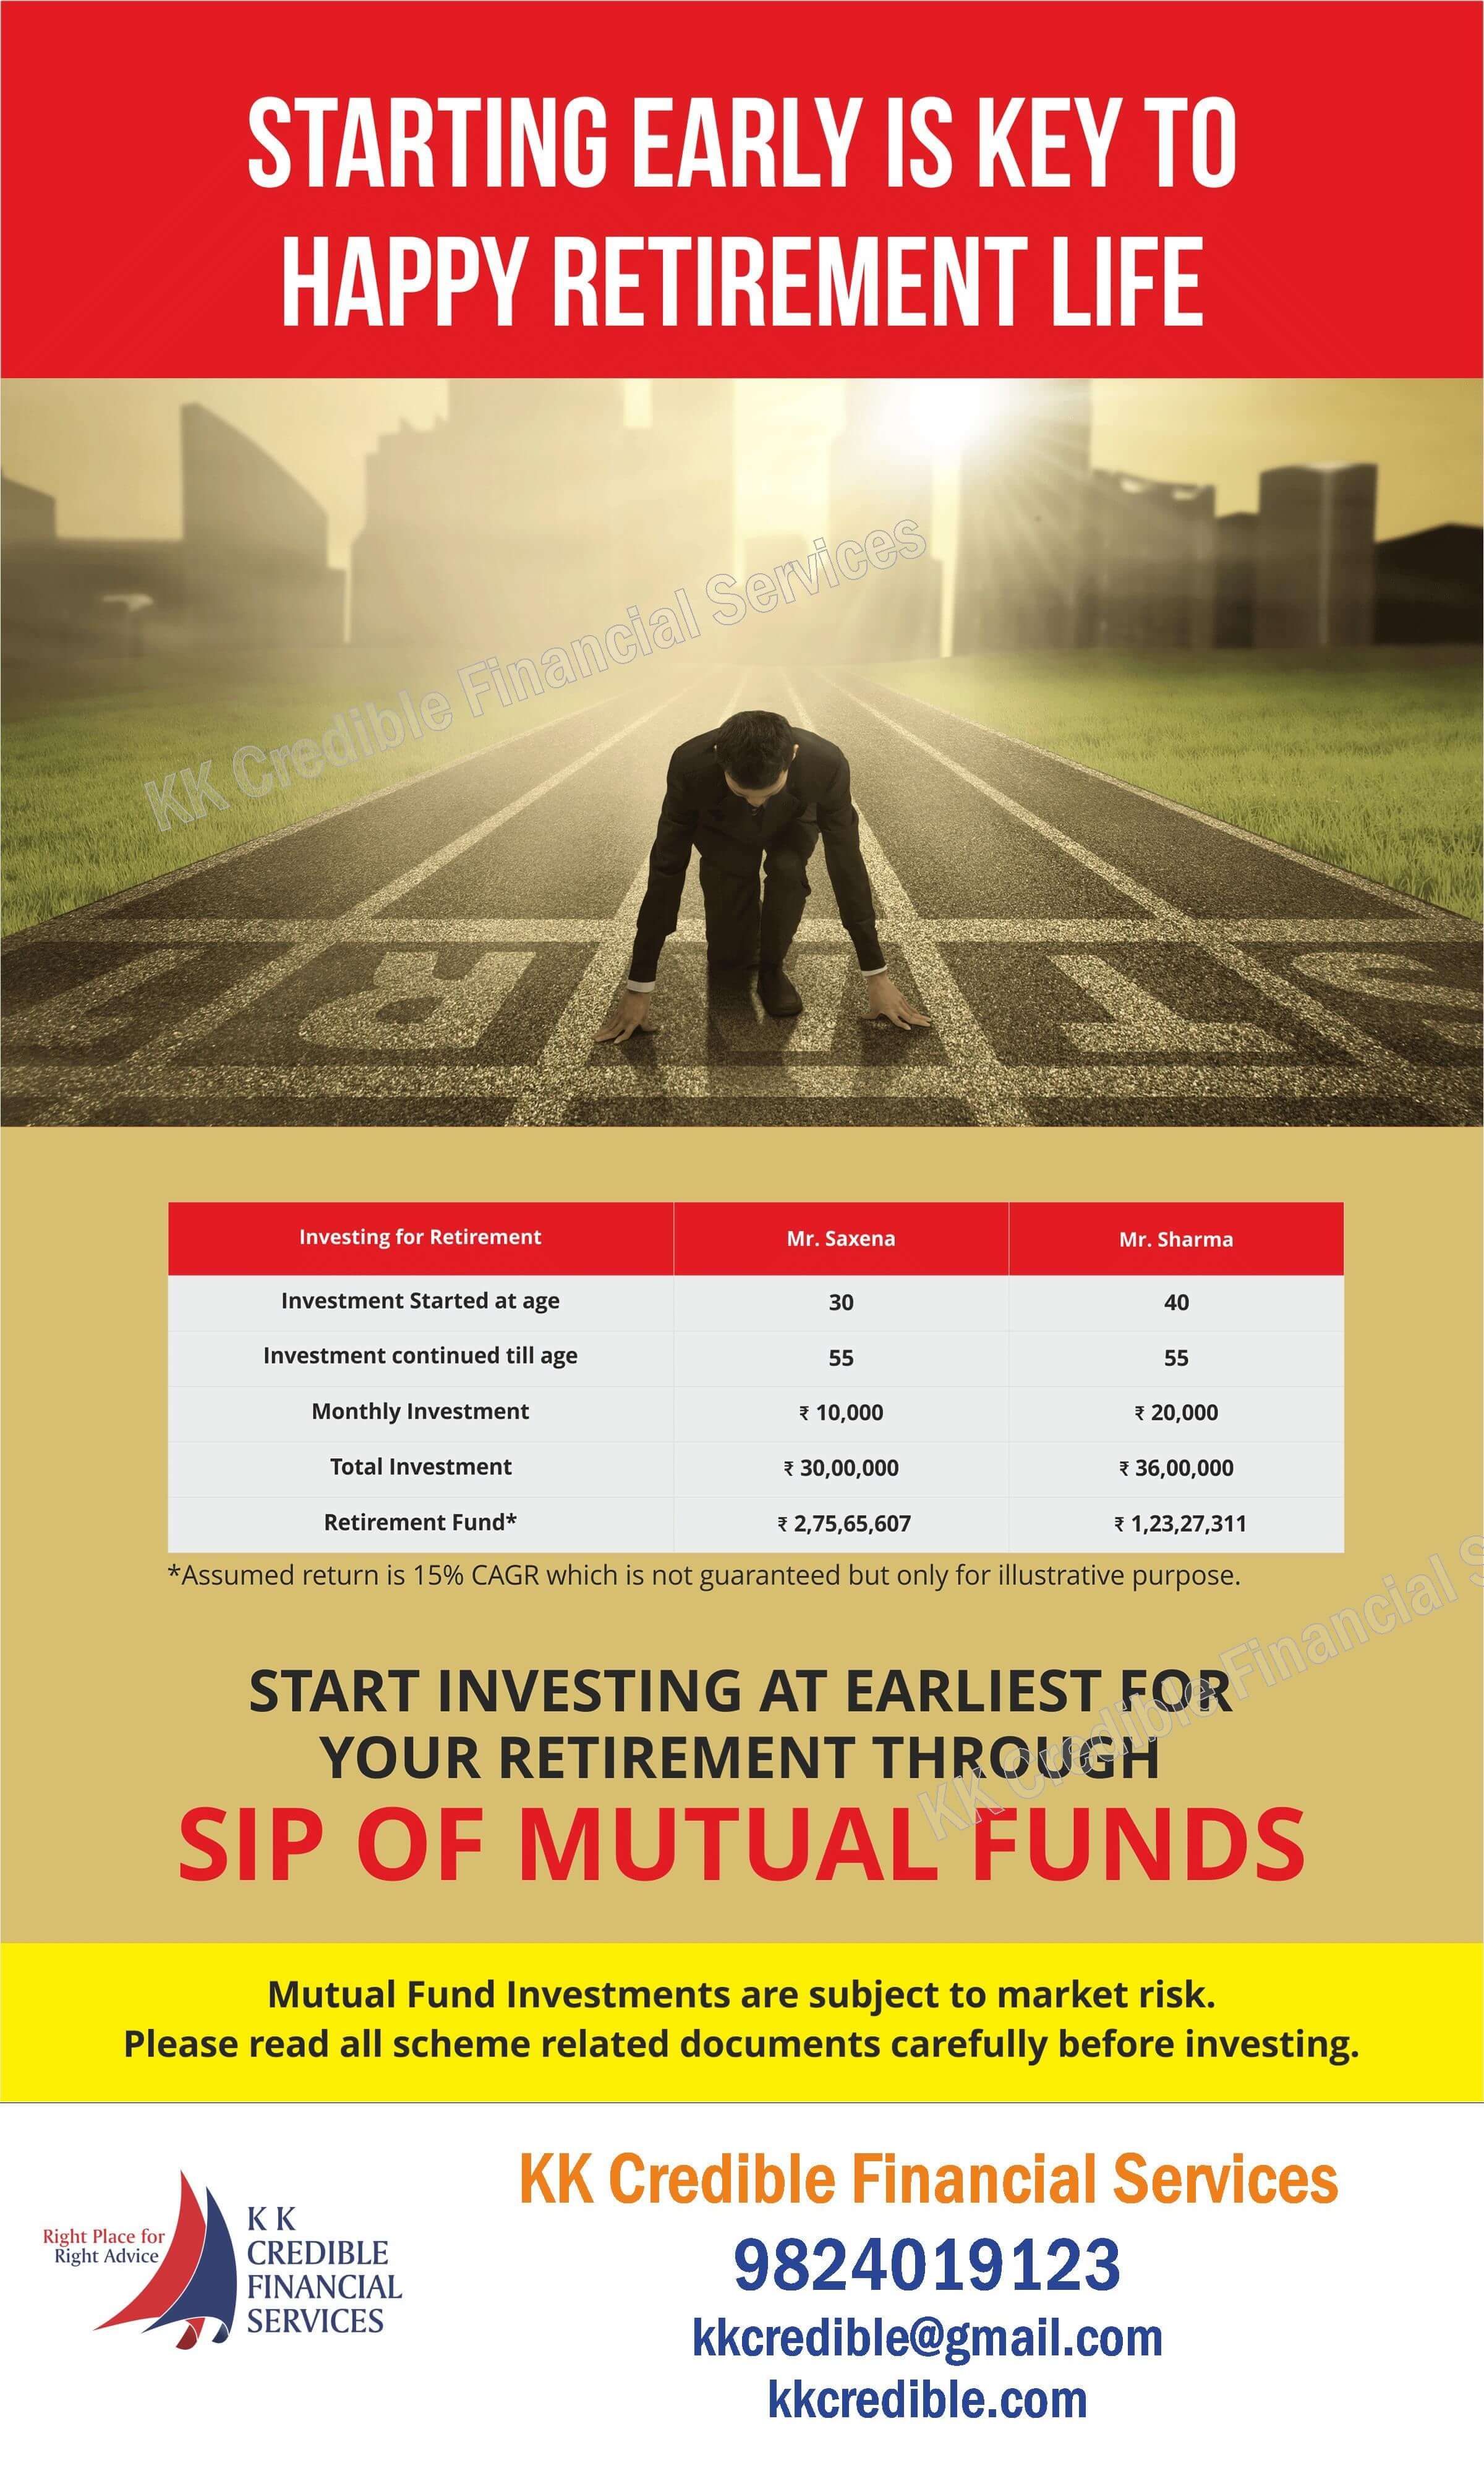 STARTING EARLY IS KEY TO
HAPPY RETIREMENT LIFE
KK Credible Financial Services
START
Investing for Retirement Mr. Saxena Mr. Sharma
Investment Started at age 30 40
Investment continued till age 55 55
Monthly Investment ₹ 10,000 ₹ 20,000
Total Investment ₹ 30,00,000 ₹ 36,00,000
Retirement Fund* ₹ 2,75,65,607 ₹ 1,23,27,311
*Assumed return is 15% CAGR which is not guaranteed but only for illustrative purpose.
KK Credible Financial S
START INVESTING AT EARLIEST FOR
YOUR RETIREMENT THROUGH
SIP OF MUTUAL FUNDS
Mutual Fund Investments are subject to market risk.
Please read all scheme related documents carefully before investing.
Right Place for
Right Advice
K K
CREDIBLE
FINANCIAL
SERVICES
KK Credible Financial Services
9824019123
kkcredible@gmail.com
kkcredible.com